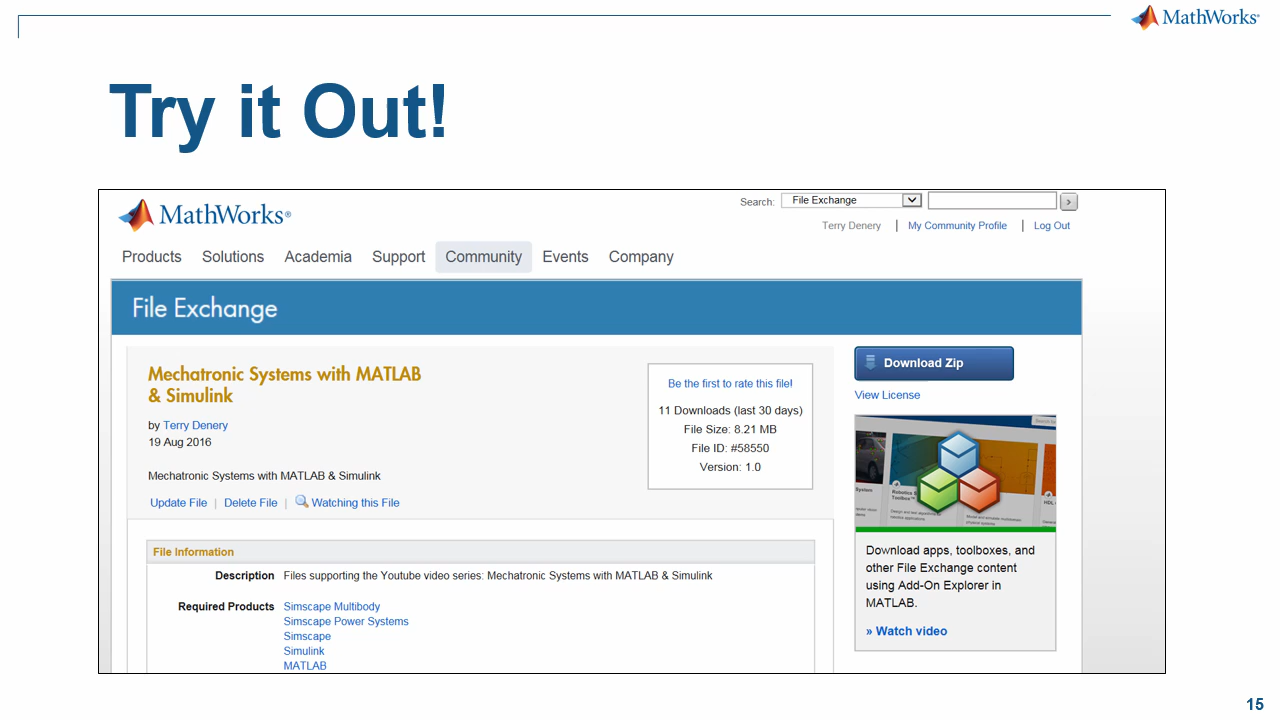 MathWorks®
Try it Out!
MathWorks®
Search: File Exchange
Terry Denery | My Community Profile | Log Out
Products Solutions Academia Support Community Events Company
File Exchange
Mechatronic Systems with MATLAB
& Simulink
by Terry Denery
19 Aug 2016
Mechatronic Systems with MATLAB & Simulink
Update File | Delete File | Watching this File
Be the first to rate this file!
11 Downloads (last 30 days)
File Size: 8.21 MB
File ID: #58550
Version: 1.0
Download Zip
View License
Download apps, toolboxes, and
other File Exchange content
using Add-On Explorer in
MATLAB.
» Watch video
File Information
Description Files supporting the Youtube video series: Mechatronic Systems with MATLAB & Simulink
Required Products Simscape Multibody
Simscape Power Systems
Simscape
Simulink
MATLAB
15